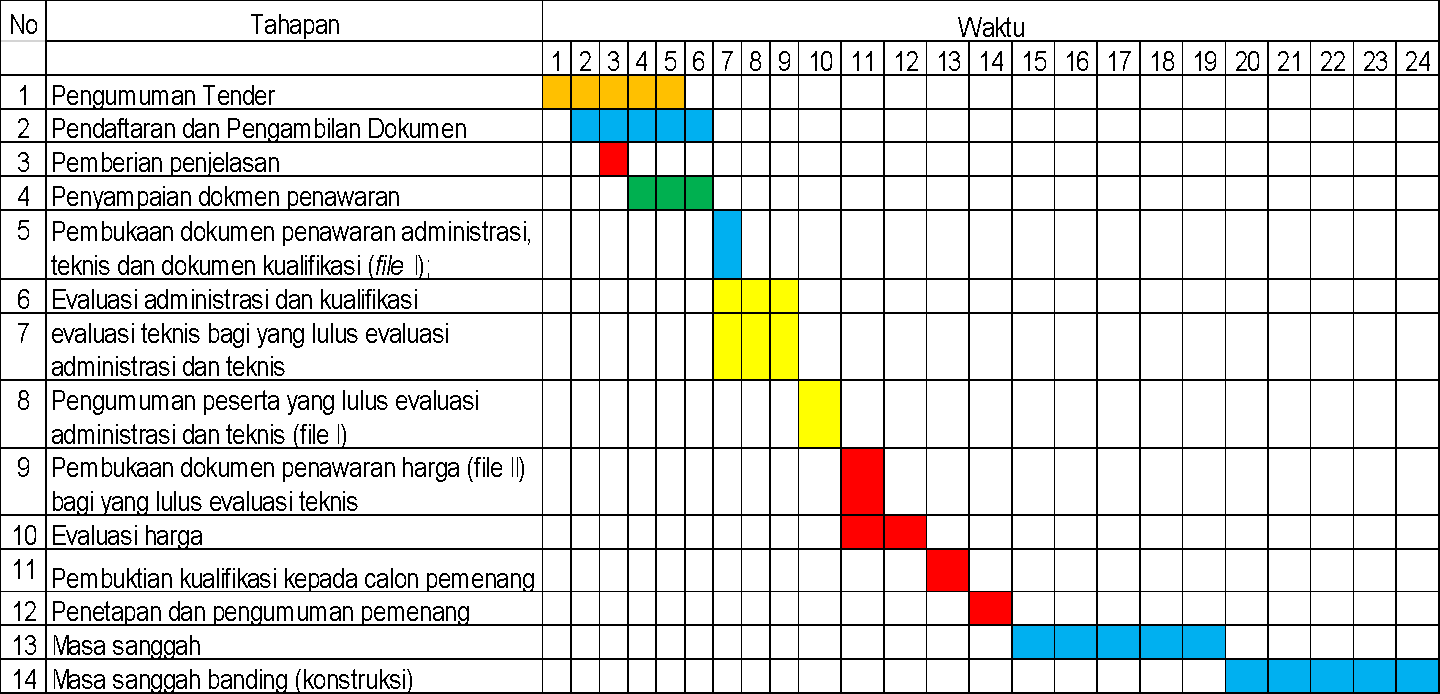 No Tahapan Waktu
1 2 3 4 5 6 7 8 9 10 11 12 13 14 15 16 17 18 19 20 21 22 23 24
1 Pengumuman Tender
2 Pendaftaran dan Pengambilan Dokumen
3 Pemberian penjelasan
4 Penyampaian dokmen penawaran
5 Pembukaan dokumen penawaran administrasi,
teknis dan dokumen kualifikasi (file I);
6 Evaluasi administrasi dan kualifikasi
7 evaluasi teknis bagi yang lulus evaluasi
administrasi dan teknis
8 Pengumuman peserta yang lulus evaluasi
administrasi dan teknis (file I)
9 Pembukaan dokumen penawaran harga (file II)
bagi yang lulus evaluasi teknis
10 Evaluasi harga
11 Pembuktian kualifikasi kepada calon pemenang
12 Penetapan dan pengumuman pemenang
13 Masa sanggah
14 Masa sanggah banding (konstruksi)